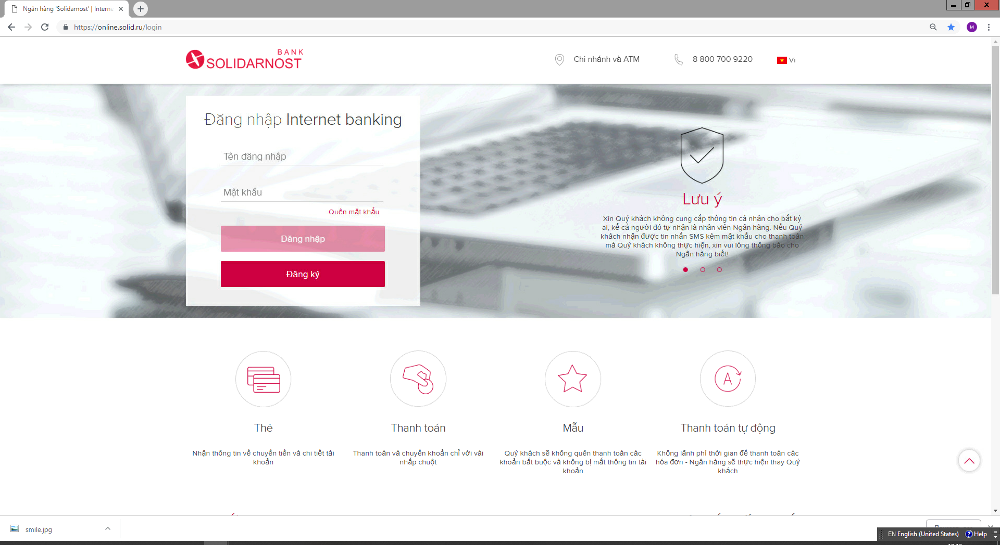 Ngân hàng 'Solidarnost' | Interne
https://online.solid.ru/login
M
BANK
SOLIDARNOST
Chi nhánh và ATM
8 800 700 9220
Vi
Đăng nhập Internet banking
Tên đăng nhập
Mật khẩu
Quên mật khẩu
Đăng nhập
Đăng ký
Lưu ý
Xin Quý khách không cung cấp thông tin cá nhân cho bất kỳ
ai, kể cả người đó tự nhận là nhân viên Ngân hàng. Nếu Quý
khách nhận được tin nhắn SMS kèm mật khẩu cho thanh toán
mà Quý khách không thực hiện, xin vui lòng thông báo cho
Ngân hàng biết!
A
Thẻ
Thanh toán
Mẫu
Thanh toán tự động
Nhận thông tin về chuyển tiền và chi tiết tài
khoản
Thanh toán và chuyển khoản chỉ với vài
nhấp chuột
Quý khách sẽ không quên thanh toán các
khoản bắt buộc và không bị mất thông tin tài
khoản
Không lãnh phí thời gian để thanh toán các
hóa đơn - Ngân hàng sẽ thực hiện thay Quý
khách
smile.jpg
EN English (United States)
? Help